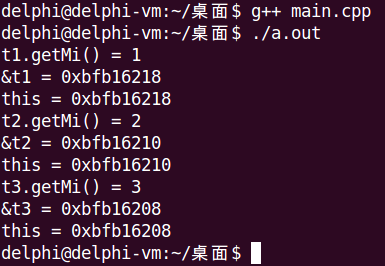 delphi@delphi-vm:~/桌面$ g++ main.cpp
delphi@delphi-vm:~/桌面$ ./a.out
t1.getMi() = 1
&t1 = 0xbfb16218
this = 0xbfb16218
t2.getMi() = 2
&t2 = 0xbfb16210
this = 0xbfb16210
t3.getMi() = 3
&t3 = 0xbfb16208
this = 0xbfb16208
delphi@delphi-vm:~/桌面$